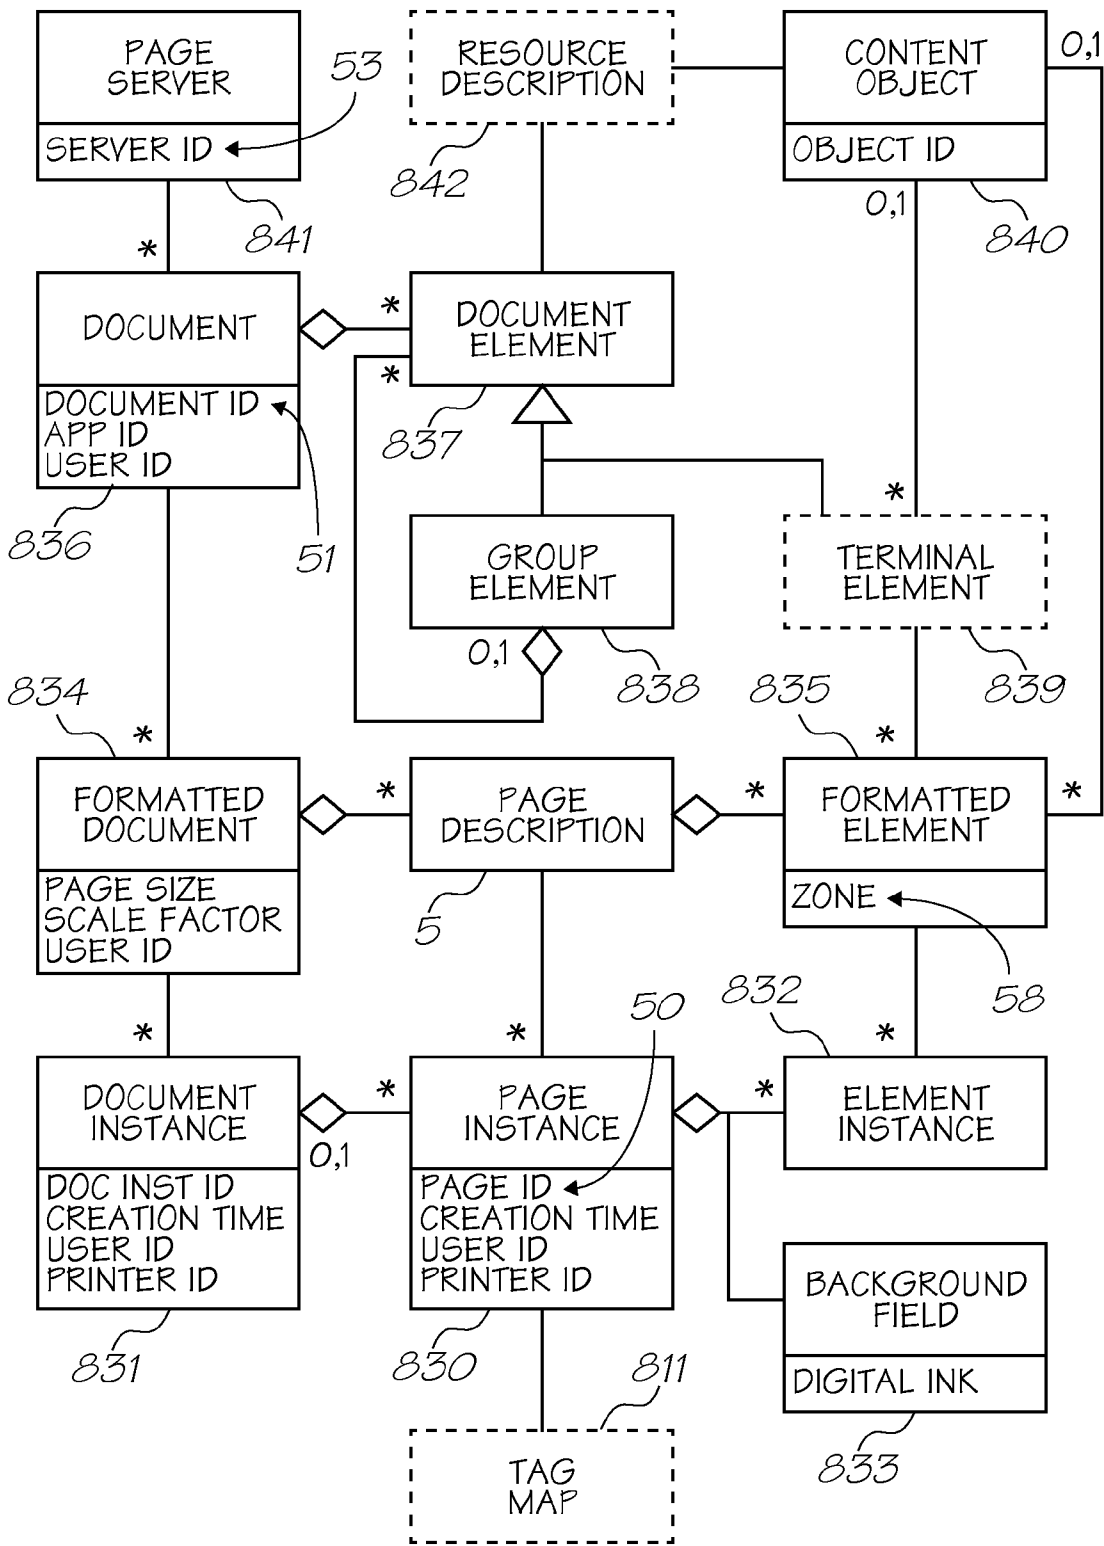 PAGE
SERVER
SERVER ID
53
841
RESOURCE
DESCRIPTION
842
CONTENT
OBJECT
OBJECT ID
0,1
0,1
840
*
DOCUMENT
DOCUMENT ID
APP ID
USER ID
836
51
*
DOCUMENT
ELEMENT
*
837
GROUP
ELEMENT
0,1
838
*
TERMINAL
ELEMENT
839
834
*
FORMATTED
DOCUMENT
PAGE SIZE
SCALE FACTOR
USER ID
*
PAGE
DESCRIPTION
5
835
*
*
FORMATTED
ELEMENT
*
ZONE
58
*
DOCUMENT
INSTANCE
0,1
DOC INST ID
CREATION TIME
USER ID
PRINTER ID
831
50
*
*
PAGE
INSTANCE
PAGE ID
CREATION TIME
USER ID
PRINTER ID
830
832
*
*
ELEMENT
INSTANCE
BACKGROUND
FIELD
DIGITAL INK
833
811
TAG
MAP